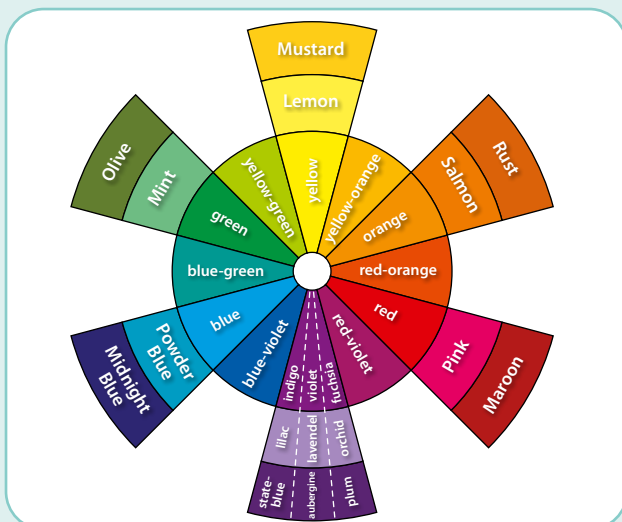 Mustard
Lemon
Olive
Mint
Salmon
Rust
yellow-green
yellow
yellow-orange
green
orange
blue-green
red-orange
blue
red
blue-violet
indigo
violet
fuchsia
red-violet
Midnight
Blue
Powder
Blue
Pink
Maroon
lilac
lavendel
orchid
state-
blue
aubergine
plum